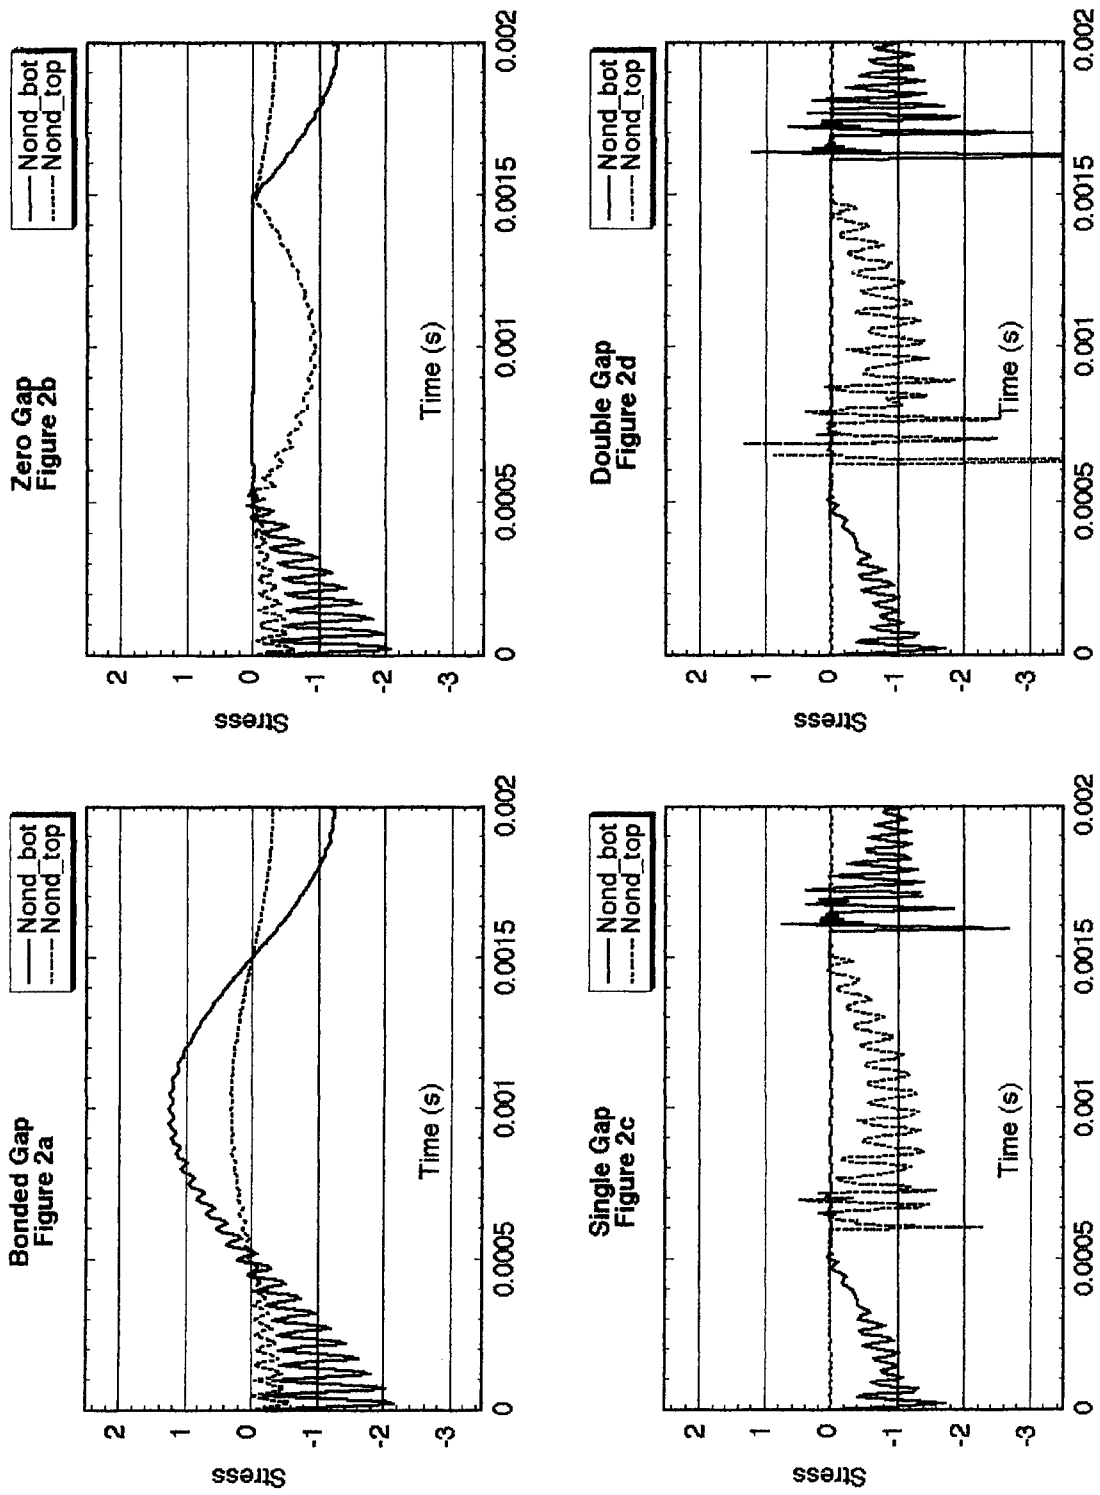 Bonded Gap
Figure 2a
Nond_bot
Nond_top
Stress
2
1
0
-1
-2
-3
0
0.0005
0.001
0.0015
0.002
Time (s)
Zero Gap
Figure 2b
Nond_bot
Nond_top
Stress
2
1
0
-1
-2
-3
0
0.0005
0.001
0.0015
0.002
Time (s)
Single Gap
Figure 2c
Nond_bot
Nond_top
Stress
2
1
0
-1
-2
-3
0
0.0005
0.001
0.0015
0.002
Time (s)
Double Gap
Figure 2d
Nond_bot
Nond_top
Stress
2
1
0
-1
-2
-3
0
0.0005
0.001
0.0015
0.002
Time (s)